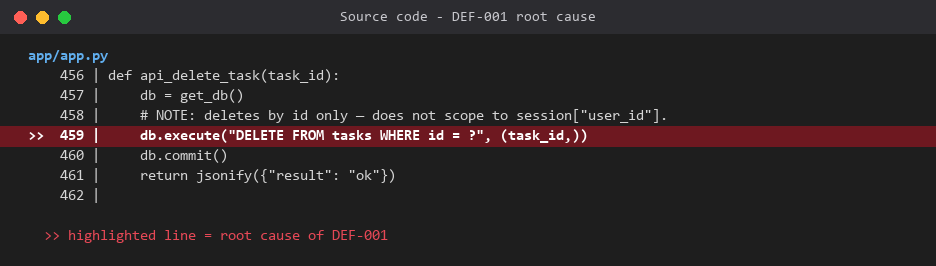 Source code - DEF-001 root cause
app/app.py
456 | def api_delete_task(task_id):
457 |     db = get_db()
458 |     # NOTE: deletes by id only — does not scope to session["user_id"].
>> 459 |     db.execute("DELETE FROM tasks WHERE id = ?", (task_id,))
460 |     db.commit()
461 |     return jsonify({"result": "ok"})
462 |
>> highlighted line = root cause of DEF-001